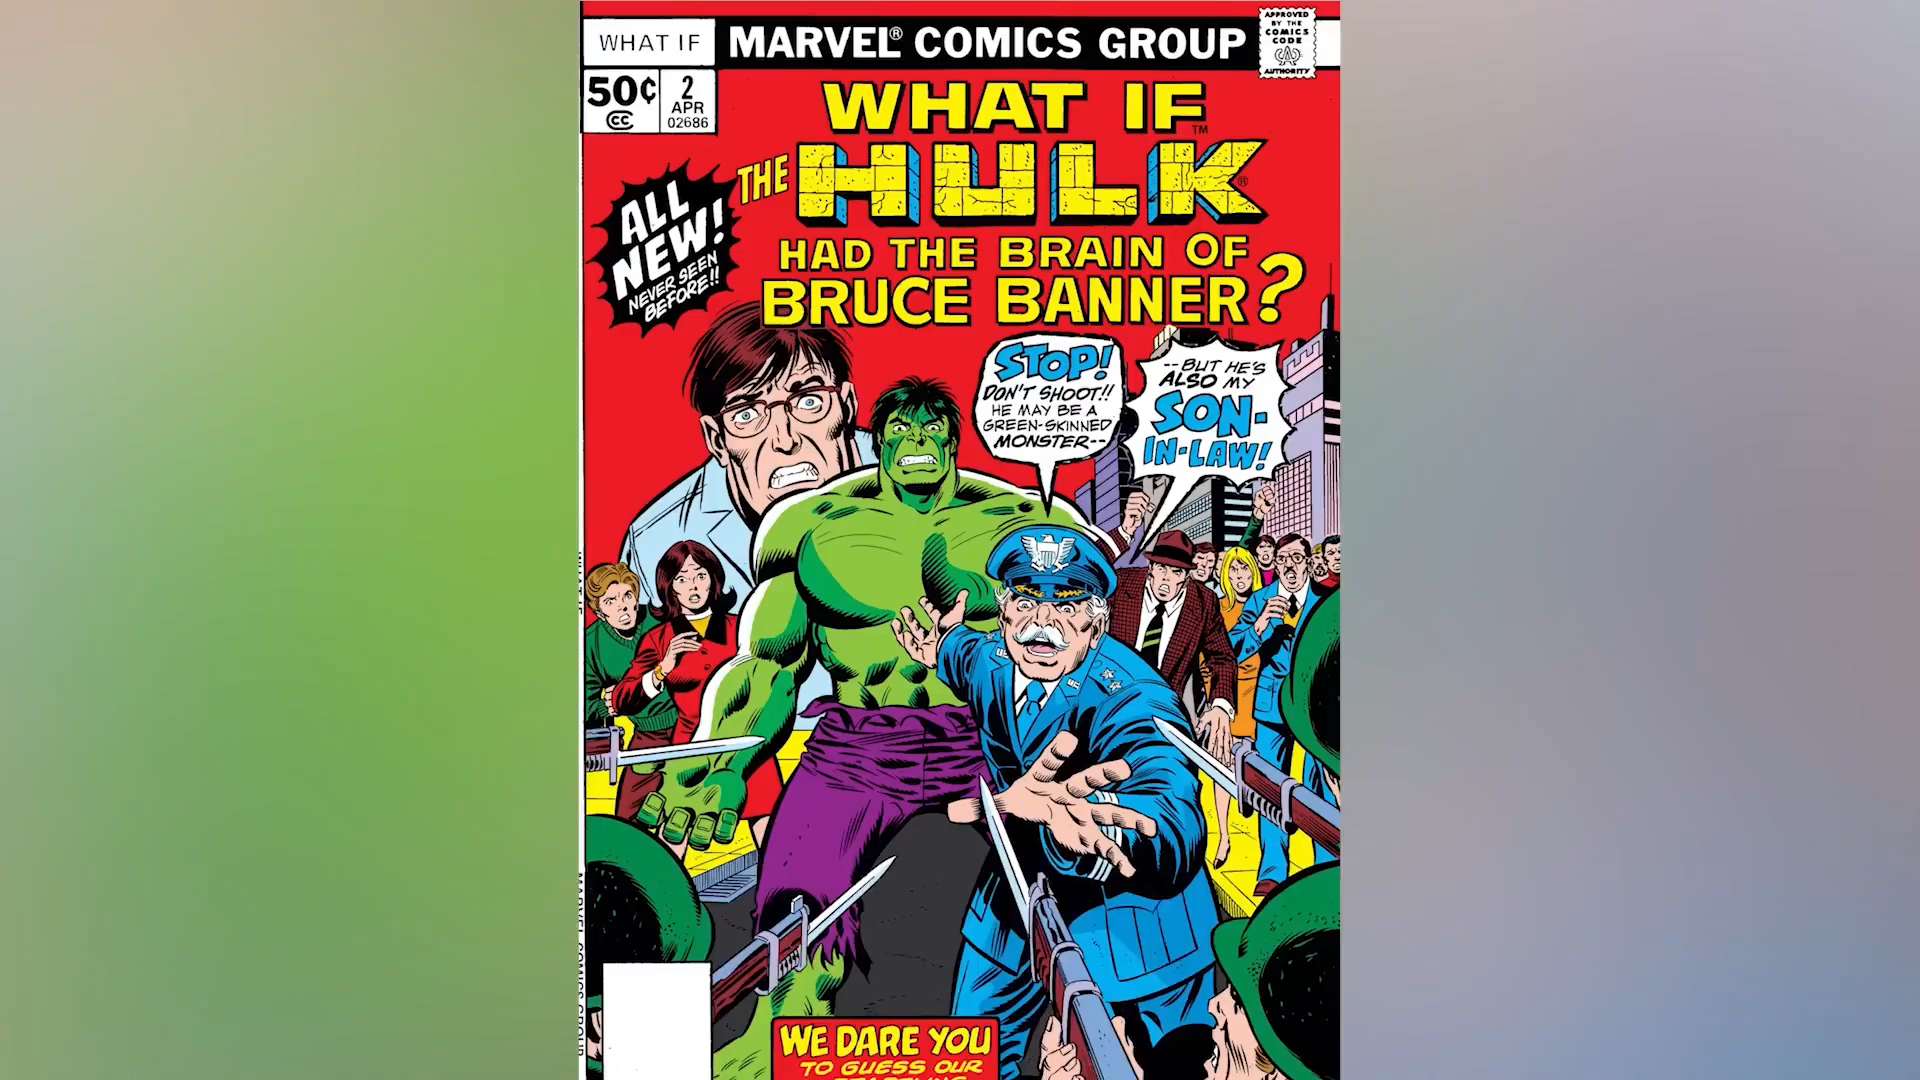 WHAT IF
MARVEL® COMICS GROUP
APPROVED
BY THE
COMICS
CODE
CA
AUTHORITY
50¢
CC
2
APR
02686
WHAT IF™
THE HULK®
HAD THE BRAIN OF
BRUCE BANNER?
ALL
NEW!
NEVER SEEN
BEFORE!!
STOP!
DON'T SHOOT!!
HE MAY BE A
GREEN-SKINNED
MONSTER--
--BUT HE'S
ALSO MY
SON-
IN-LAW!
WE DARE YOU
TO GUESS OUR